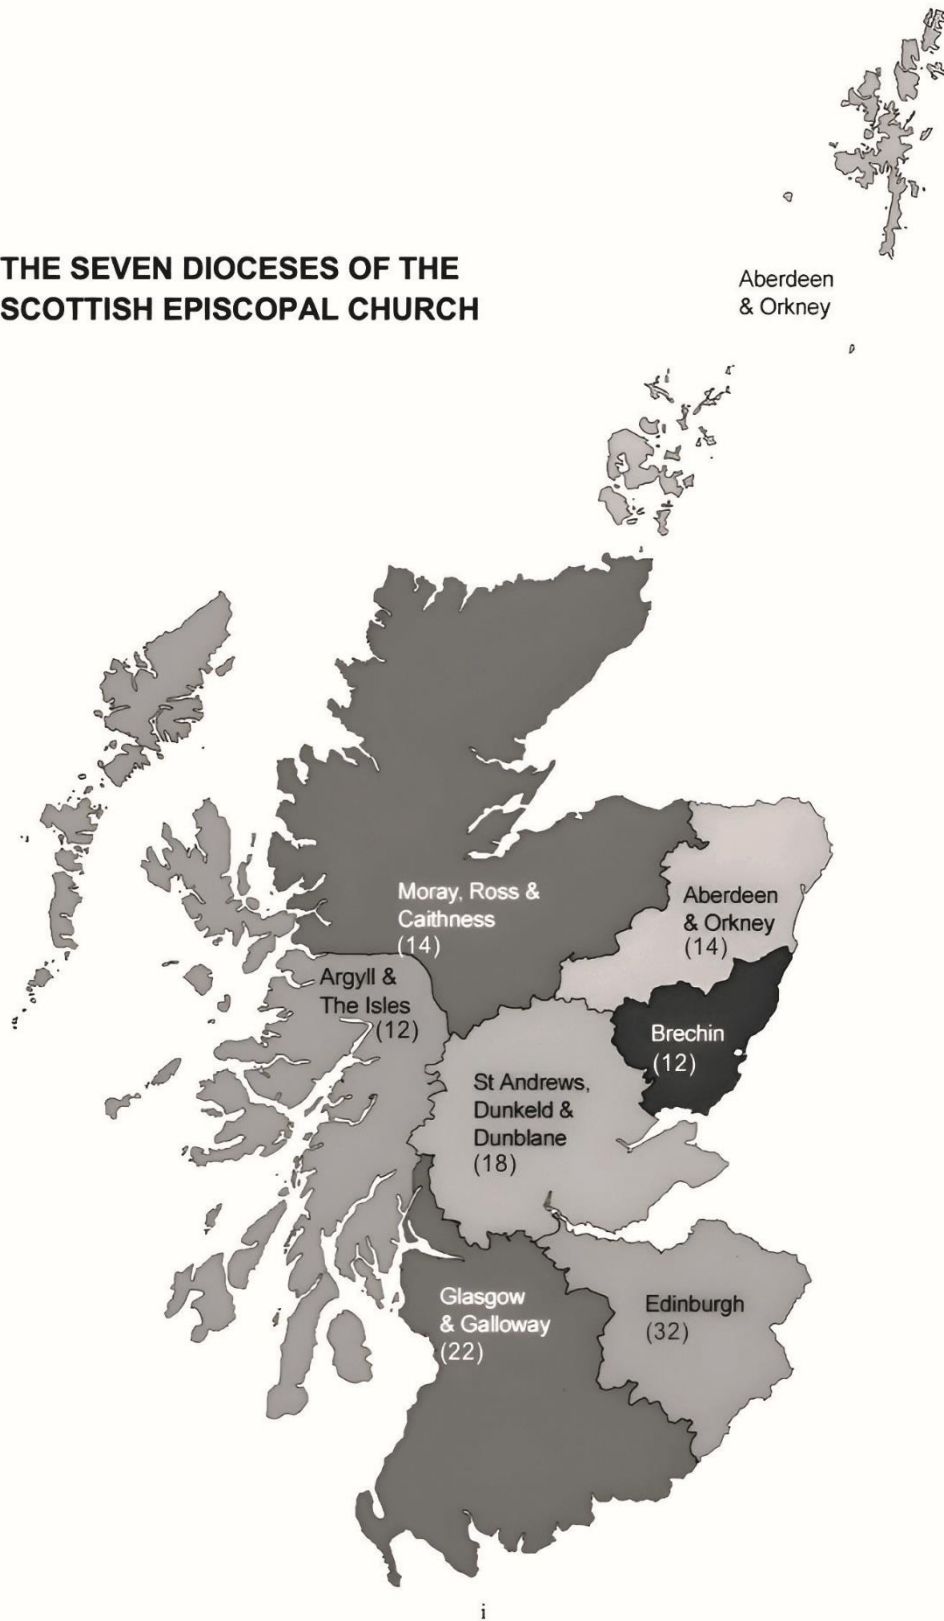 THE SEVEN DIOCESES OF THE
SCOTTISH EPISCOPAL CHURCH
Aberdeen
& Orkney
Moray, Ross &
Caithness
(14)
Aberdeen
& Orkney
(14)
Argyll &
The Isles
(12)
Brechin
(12)
St Andrews,
Dunkeld &
Dunblane
(18)
Glasgow
& Galloway
(22)
Edinburgh
(32)
i